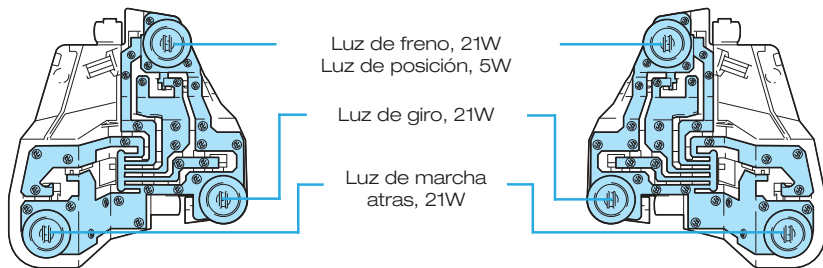 Luz de freno, 21W
Luz de posición, 5W
Luz de giro, 21W
Luz de marcha
atras, 21W